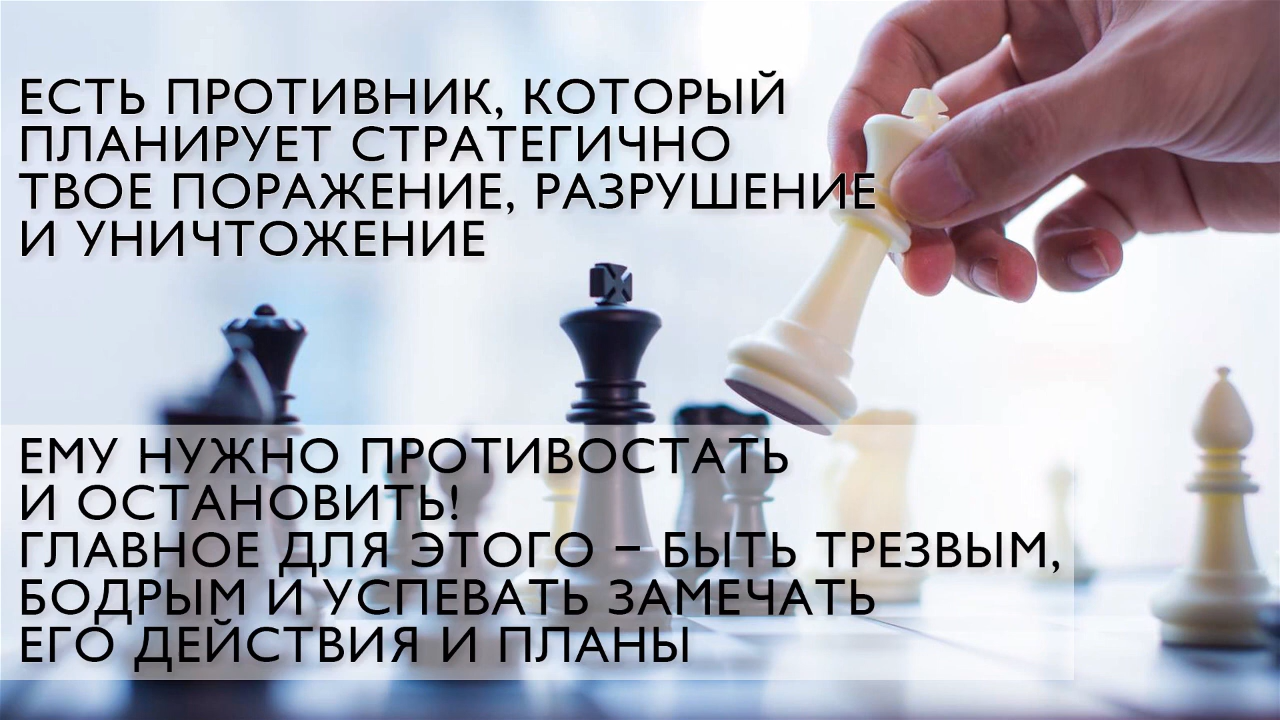 ЕСТЬ ПРОТИВНИК, КОТОРЫЙ
ПЛАНИРУЕТ СТРАТЕГИЧНО
ТВОЕ ПОРАЖЕНИЕ, РАЗРУШЕНИЕ
И УНИЧТОЖЕНИЕ
ЕМУ НУЖНО ПРОТИВОСТАТЬ
И ОСТАНОВИТЬ!
ГЛАВНОЕ ДЛЯ ЭТОГО – БЫТЬ ТРЕЗВЫМ,
БОДРЫМ И УСПЕВАТЬ ЗАМЕЧАТЬ
ЕГО ДЕЙСТВИЯ И ПЛАНЫ